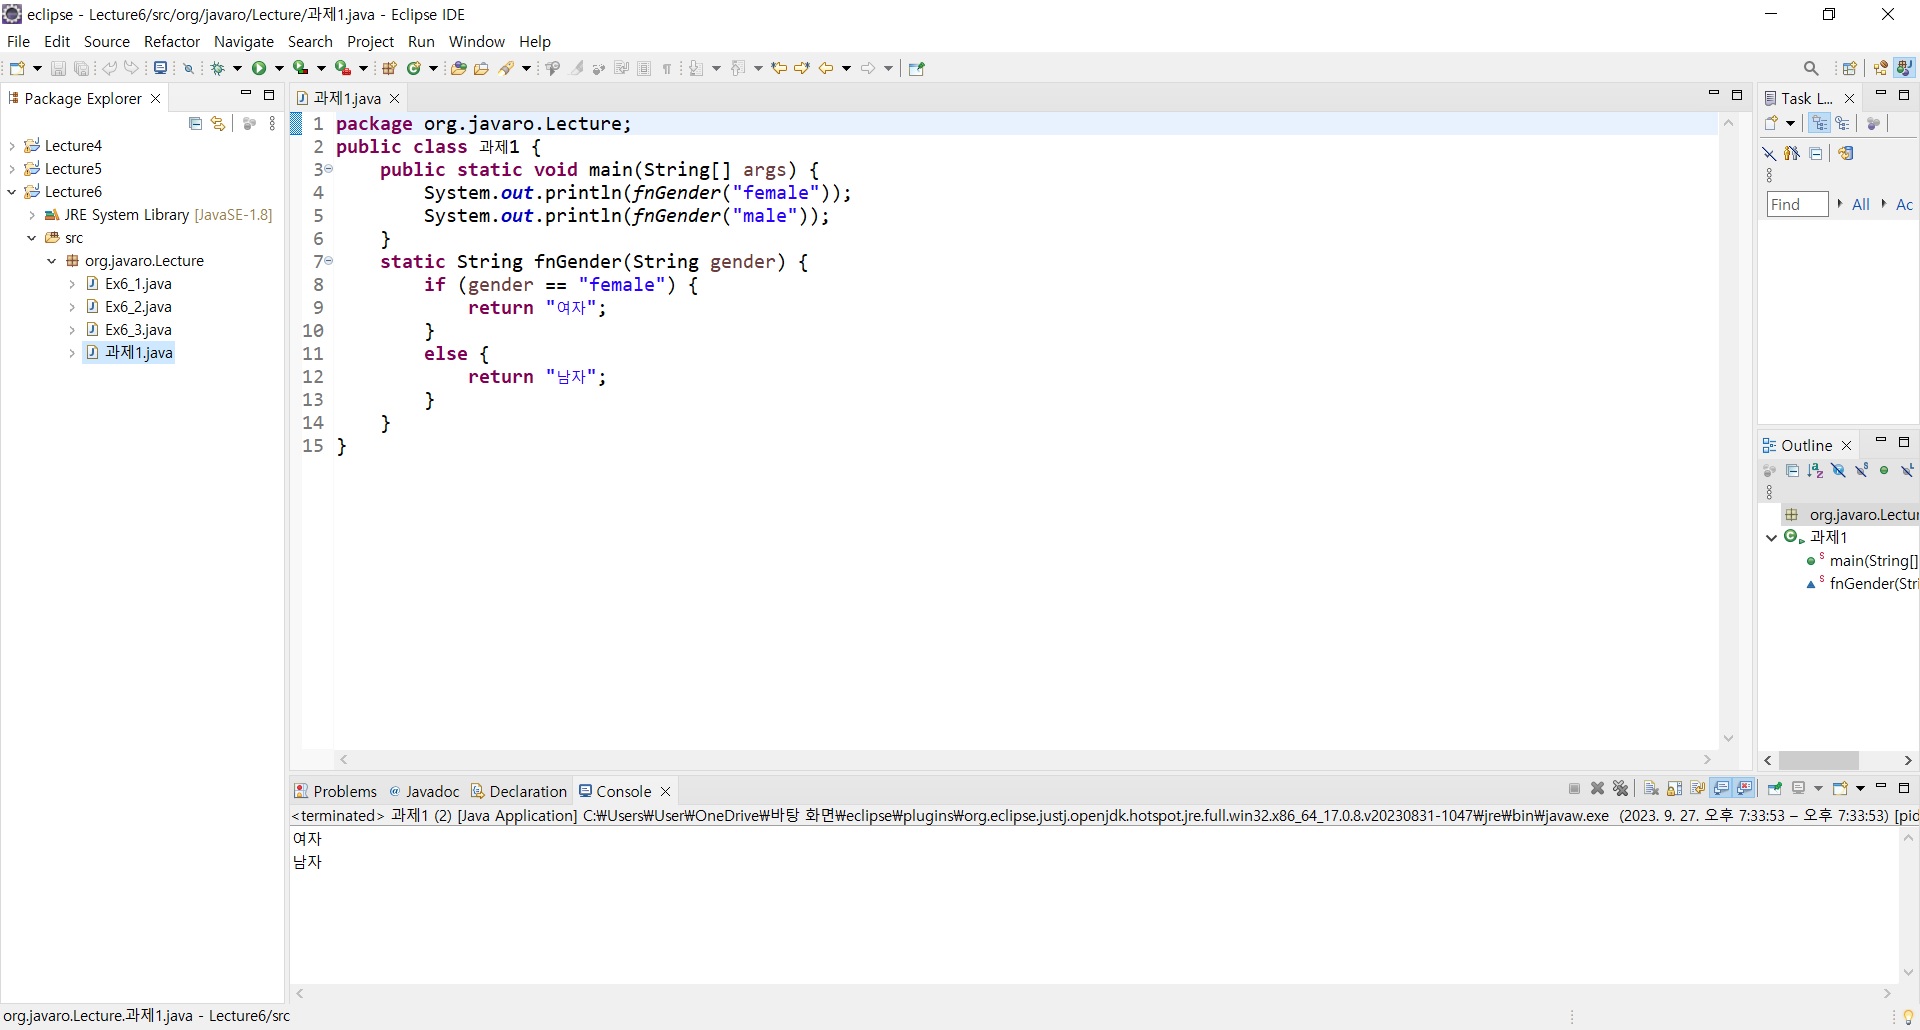 eclipse - Lecture6/src/org/javaro/Lecture/과제1.java - Eclipse IDE
File Edit Source Refactor Navigate Search Project Run Window Help
Package Explorer
Lecture4
Lecture5
Lecture6
JRE System Library [JavaSE-1.8]
src
org.javaro.Lecture
Ex6_1.java
Ex6_2.java
Ex6_3.java
과제1.java
과제1.java
1 package org.javaro.Lecture;
2 public class 과제1 {
3 public static void main(String[] args) {
4 System.out.println(fnGender("female"));
5 System.out.println(fnGender("male"));
6 }
7 static String fnGender(String gender) {
8 if (gender == "female") {
9 return "여자";
10 }
11 else {
12 return "남자";
13 }
14 }
15 }
Task L...
Find All Ac
Outline
org.javaro.Lectur
과제1
main(String[]
fnGender(Stri
Problems @ Javadoc Declaration Console
<terminated> 과제1 (2) [Java Application] C:₩Users₩User₩OneDrive₩바탕 화면₩eclipse₩plugins₩org.eclipse.justj.openjdk.hotspot.jre.full.win32.x86_64_17.0.8.v20230831-1047₩jre₩bin₩javaw.exe (2023. 9. 27. 오후 7:33:53 – 오후 7:33:53) [pid
여자
남자
org.javaro.Lecture.과제1.java - Lecture6/src